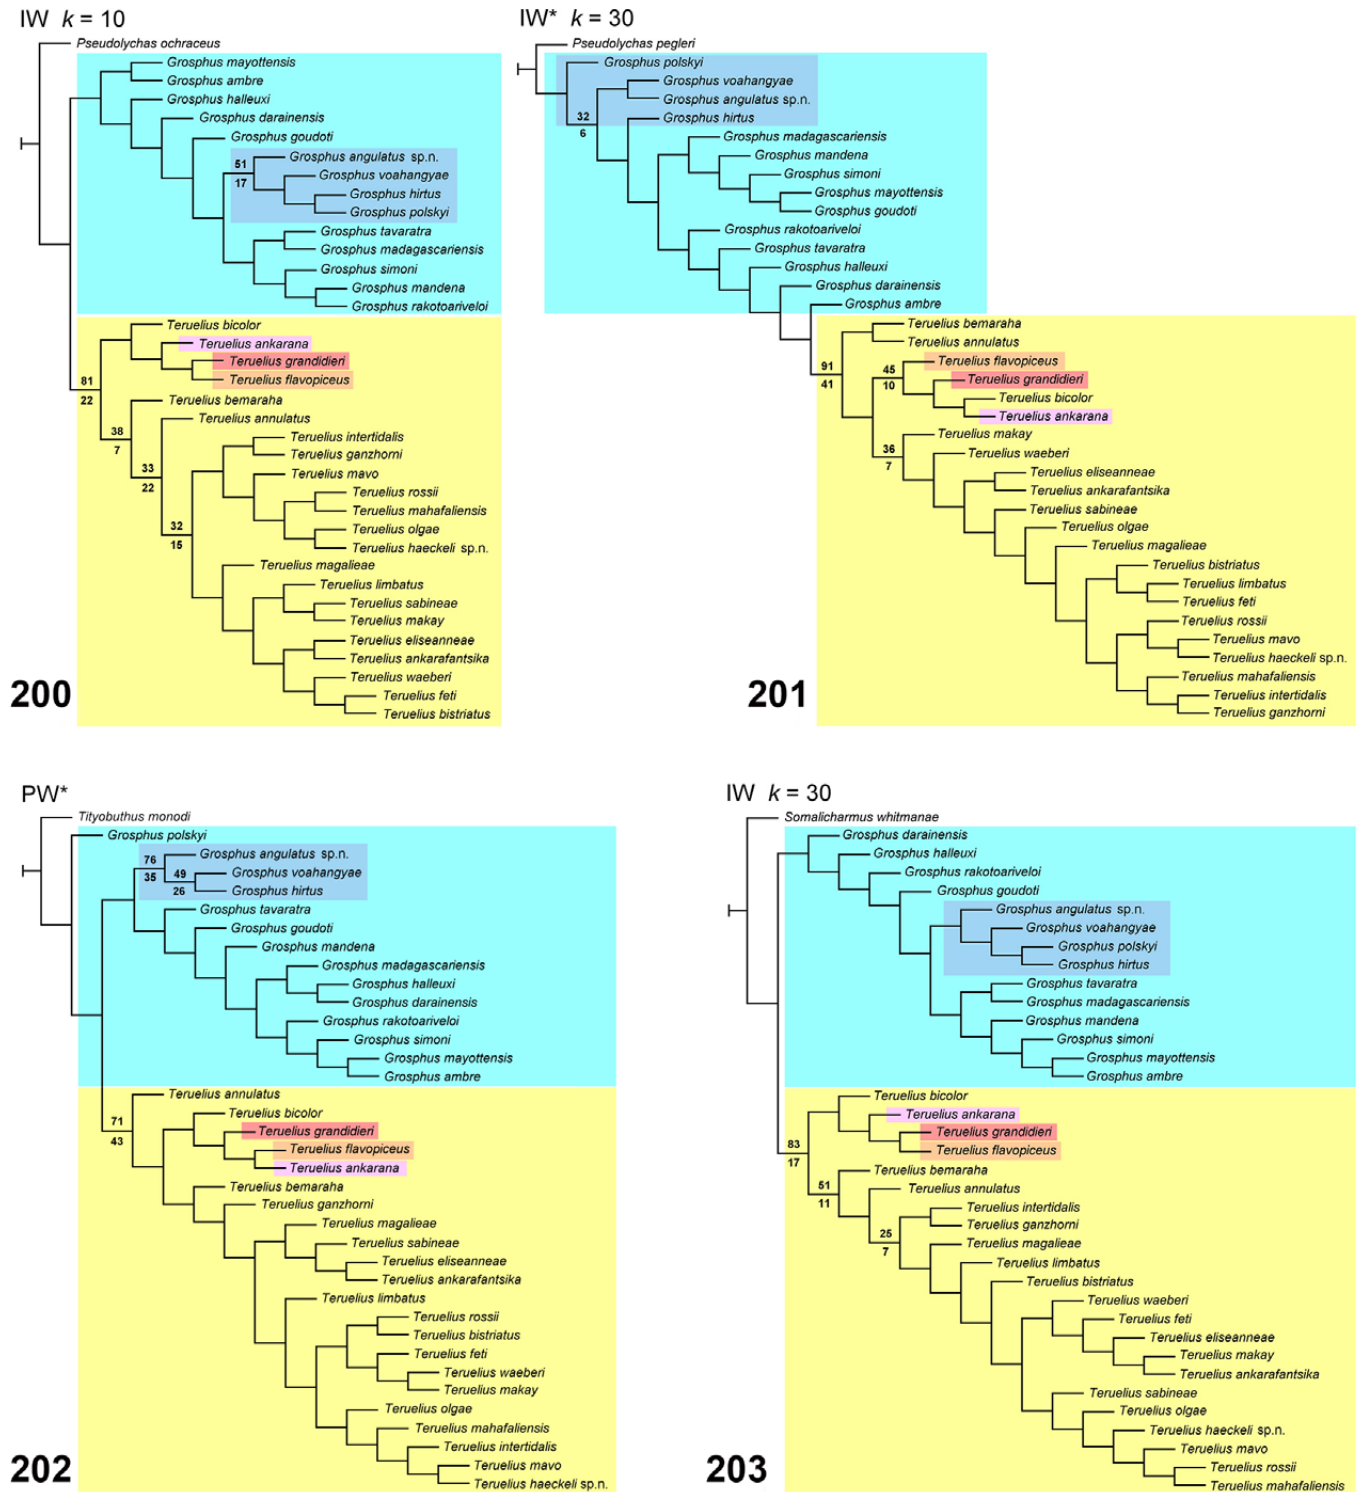 IW k = 10
Pseudolychas ochraceus
Grosphus mayottensis
Grosphus ambre
Grosphus halleuxi
Grosphus darainensis
Grosphus goudoti
51
Grosphus angulatus sp.n.
17
Grosphus voahangyae
Grosphus hirtus
Grosphus polskyi
Grosphus tavaratra
Grosphus madagascariensis
Grosphus simoni
Grosphus mandena
Grosphus rakotoariveloi
Teruelius bicolor
Teruelius ankarana
Teruelius grandidieri
Teruelius flavopiceus
81
22
Teruelius bemaraha
Teruelius annulatus
38
7
Teruelius intertidalis
Teruelius ganzhorni
33
22
Teruelius mavo
Teruelius rossii
Teruelius mahafaliensis
32
15
Teruelius olgae
Teruelius haeckeli sp.n.
Teruelius magalieae
Teruelius limbatus
Teruelius sabineae
Teruelius makay
Teruelius eliseanneae
Teruelius ankarafantsika
Teruelius waeberi
Teruelius feti
Teruelius bistriatus
200
IW* k = 30
Pseudolychas pegleri
Grosphus polskyi
Grosphus voahangyae
Grosphus angulatus sp.n.
32
6
Grosphus hirtus
Grosphus madagascariensis
Grosphus mandena
Grosphus simoni
Grosphus mayottensis
Grosphus goudoti
Grosphus rakotoariveloi
Grosphus tavaratra
Grosphus halleuxi
Grosphus darainensis
Grosphus ambre
Teruelius bemaraha
Teruelius annulatus
91
41
Teruelius flavopiceus
45
10
Teruelius grandidieri
Teruelius bicolor
Teruelius ankarana
Teruelius makay
36
7
Teruelius waeberi
Teruelius eliseanneae
Teruelius ankarafantsika
Teruelius sabineae
Teruelius olgae
Teruelius magalieae
Teruelius bistriatus
Teruelius limbatus
Teruelius feti
Teruelius rossii
Teruelius mavo
Teruelius haeckeli sp.n.
Teruelius mahafaliensis
Teruelius intertidalis
Teruelius ganzhorni
201
PW*
Tityobuthus monodi
Grosphus polskyi
76
35
Grosphus angulatus sp.n.
49
26
Grosphus voahangyae
Grosphus hirtus
Grosphus tavaratra
Grosphus goudoti
Grosphus mandena
Grosphus madagascariensis
Grosphus halleuxi
Grosphus darainensis
Grosphus rakotoariveloi
Grosphus simoni
Grosphus mayottensis
Grosphus ambre
Teruelius annulatus
71
43
Teruelius bicolor
Teruelius grandidieri
Teruelius flavopiceus
Teruelius ankarana
Teruelius bemaraha
Teruelius ganzhorni
Teruelius magalieae
Teruelius sabineae
Teruelius eliseanneae
Teruelius ankarafantsika
Teruelius limbatus
Teruelius rossii
Teruelius bistriatus
Teruelius feti
Teruelius waeberi
Teruelius makay
Teruelius olgae
Teruelius mahafaliensis
Teruelius intertidalis
Teruelius mavo
Teruelius haeckeli sp.n.
202
IW k = 30
Somalicharmus whitmanae
Grosphus darainensis
Grosphus halleuxi
Grosphus rakotoariveloi
Grosphus goudoti
Grosphus angulatus sp.n.
Grosphus voahangyae
Grosphus polskyi
Grosphus hirtus
Grosphus tavaratra
Grosphus madagascariensis
Grosphus mandena
Grosphus simoni
Grosphus mayottensis
Grosphus ambre
Teruelius bicolor
Teruelius ankarana
Teruelius grandidieri
Teruelius flavopiceus
83
17
Teruelius bemaraha
51
11
Teruelius annulatus
Teruelius intertidalis
Teruelius ganzhorni
25
7
Teruelius magalieae
Teruelius limbatus
Teruelius bistriatus
Teruelius waeberi
Teruelius feti
Teruelius eliseanneae
Teruelius makay
Teruelius ankarafantsika
Teruelius sabineae
Teruelius olgae
Teruelius haeckeli sp.n.
Teruelius mavo
Teruelius rossii
Teruelius mahafaliensis
203